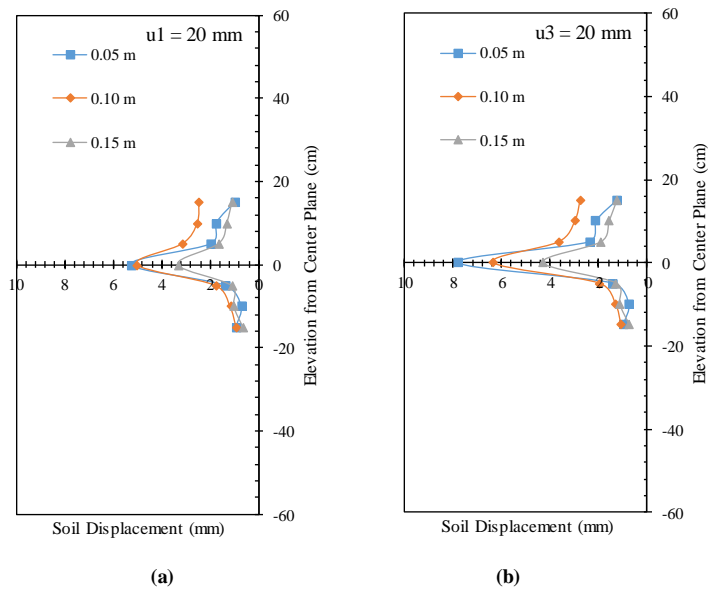 u1 = 20 mm
0.05 m
0.10 m
0.15 m
60
40
20
0
-20
-40
-60
10 8 6 4 2 0
Elevation from Center Plane (cm)
Soil Displacement (mm)
(a)
u3 = 20 mm
0.05 m
0.10 m
0.15 m
60
40
20
0
-20
-40
-60
10 8 6 4 2 0
Elevation from Center Plane (cm)
Soil Displacement (mm)
(b)